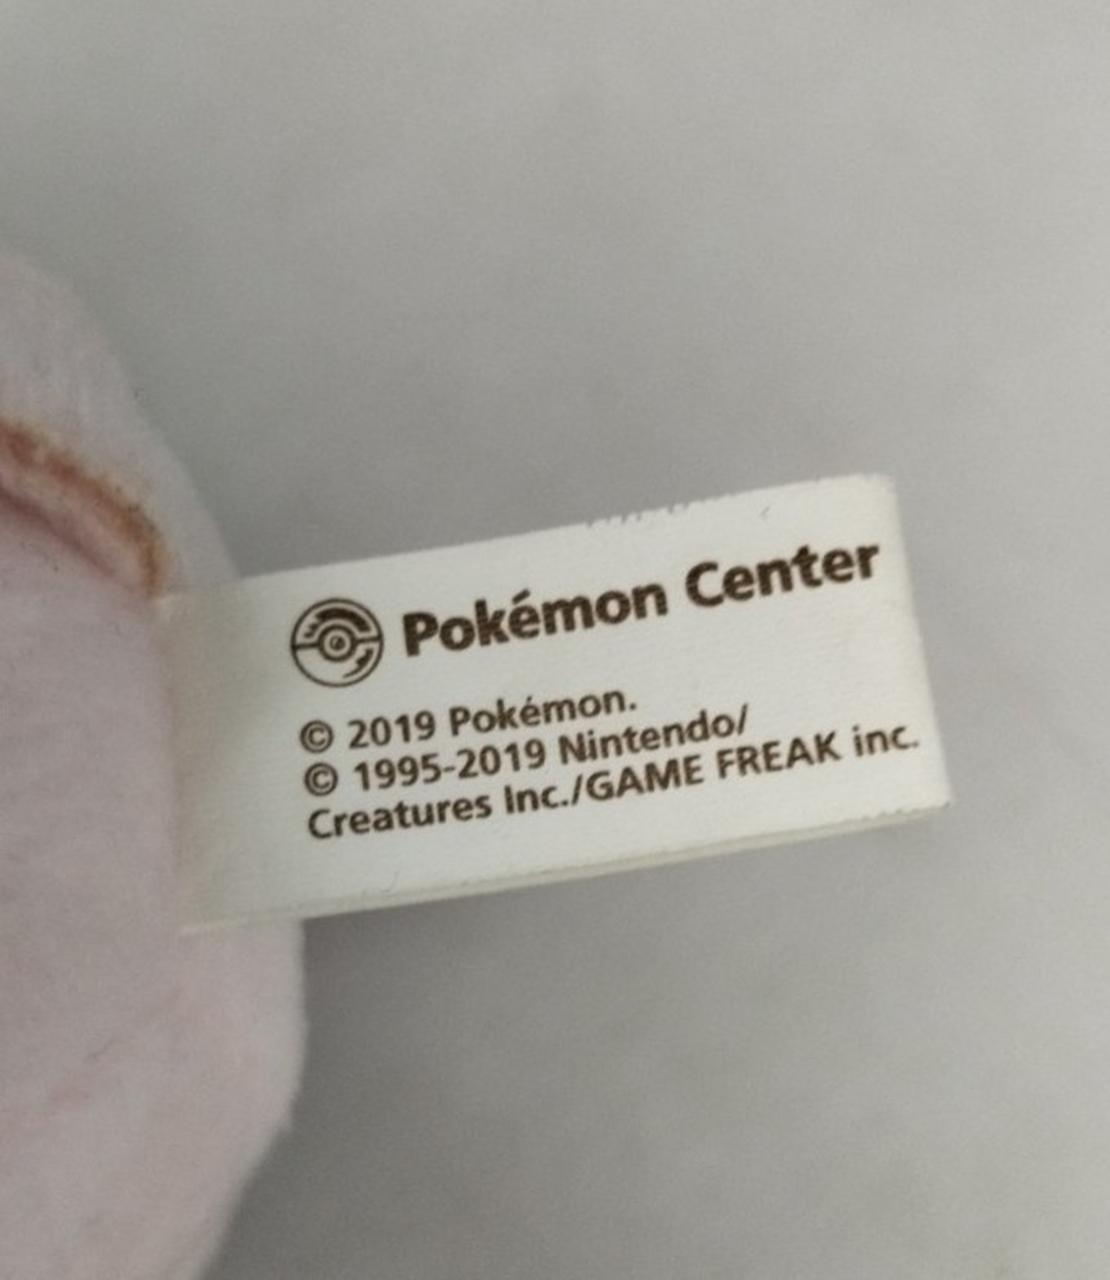 Pokémon Center
© 2019 Pokémon.
© 1995-2019 Nintendo/
Creatures Inc./GAME FREAK inc.